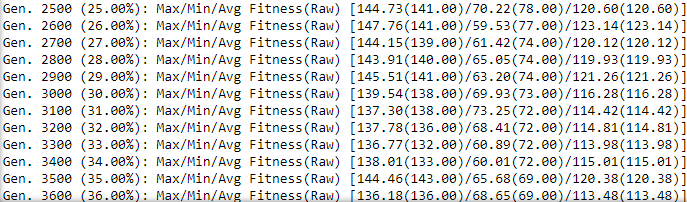 Gen. 2500 (25.00%): Max/Min/Avg Fitness(Raw) [144.73(141.00)/70.22(78.00)/120.60(120.60)]
Gen. 2600 (26.00%): Max/Min/Avg Fitness(Raw) [147.76(141.00)/59.53(77.00)/123.14(123.14)]
Gen. 2700 (27.00%): Max/Min/Avg Fitness(Raw) [144.15(139.00)/61.42(74.00)/120.12(120.12)]
Gen. 2800 (28.00%): Max/Min/Avg Fitness(Raw) [143.91(140.00)/65.05(74.00)/119.93(119.93)]
Gen. 2900 (29.00%): Max/Min/Avg Fitness(Raw) [145.51(141.00)/63.20(74.00)/121.26(121.26)]
Gen. 3000 (30.00%): Max/Min/Avg Fitness(Raw) [139.54(138.00)/69.93(73.00)/116.28(116.28)]
Gen. 3100 (31.00%): Max/Min/Avg Fitness(Raw) [137.30(138.00)/73.25(72.00)/114.42(114.42)]
Gen. 3200 (32.00%): Max/Min/Avg Fitness(Raw) [137.78(136.00)/68.41(72.00)/114.81(114.81)]
Gen. 3300 (33.00%): Max/Min/Avg Fitness(Raw) [136.77(132.00)/60.89(72.00)/113.98(113.98)]
Gen. 3400 (34.00%): Max/Min/Avg Fitness(Raw) [138.01(133.00)/60.01(72.00)/115.01(115.01)]
Gen. 3500 (35.00%): Max/Min/Avg Fitness(Raw) [144.46(143.00)/65.68(69.00)/120.38(120.38)]
Gen. 3600 (36.00%): Max/Min/Avg Fitness(Raw) [136.18(136.00)/68.65(69.00)/113.48(113.48)]